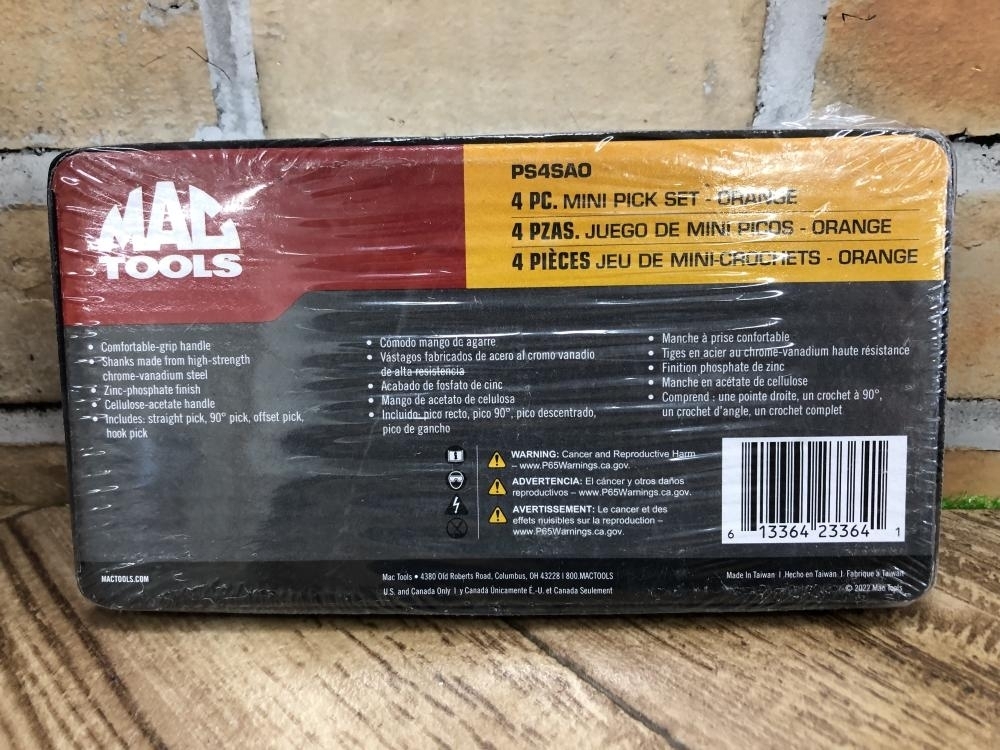 MAC
TOOLS
PS4SAO
4 PC. MINI PICK SET - ORANGE
4 PZAS. JUEGO DE MINI PICOS - ORANGE
4 PIÈCES JEU DE MINI-CROCHETS - ORANGE
• Comfortable-grip handle
• Shanks made from high-strength
chrome-vanadium steel
• Zinc-phosphate finish
• Cellulose-acetate handle
• Includes: straight pick, 90° pick, offset pick,
hook pick
• Cómodo mango de agarre
• Vástagos fabricados de acero al cromo vanadio
de alta resistencia
• Acabado de fosfato de cinc
• Mango de acetato de celulosa
• Incluido: pico recto, pico 90°, pico descentrado,
pico de gancho
• Manche à prise confortable
• Tiges en acier au chrome-vanadium haute résistance
• Finition phosphate de zinc
• Manche en acétate de cellulose
• Comprend : une pointe droite, un crochet à 90°,
un crochet d'angle, un crochet complet
WARNING: Cancer and Reproductive Harm
– www.P65Warnings.ca.gov.
ADVERTENCIA: El cáncer y otros daños
reproductivos – www.P65Warnings.ca.gov.
AVERTISSEMENT: Le cancer et des
effets nuisibles sur la reproduction –
www.P65Warnings.ca.gov.
6 13364 23364 1
MACTOOLS.COM
Mac Tools • 4380 Old Roberts Road, Columbus, OH 43228 | 800.MACTOOLS
U.S. and Canada Only | y Canadá Únicamente E.-U. et Canada Seulement
Made In Taiwan | Hecho en Taiwán | Fabriqué à Taiwan
© 2022 Mac Tools